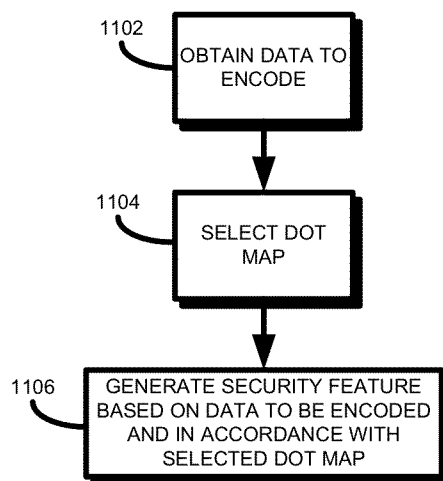 1102
OBTAIN DATA TO
ENCODE
1104
SELECT DOT
MAP
1106
GENERATE SECURITY FEATURE
BASED ON DATA TO BE ENCODED
AND IN ACCORDANCE WITH
SELECTED DOT MAP